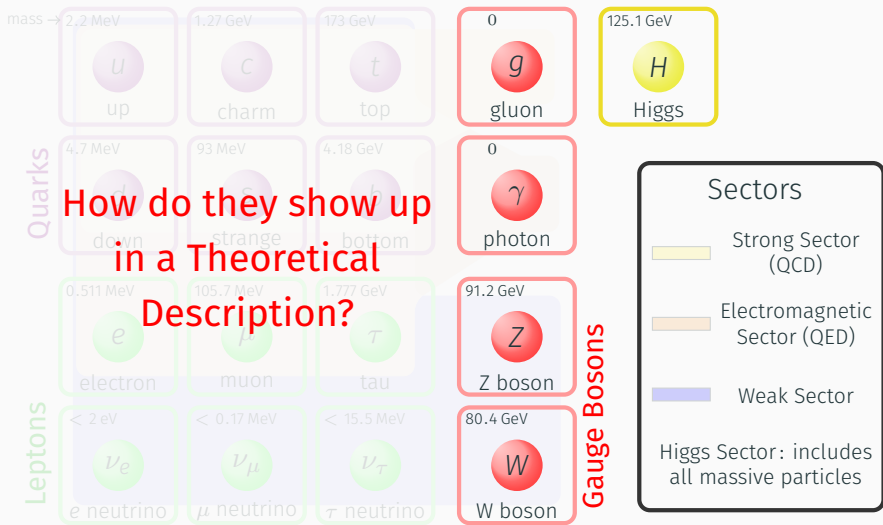 mass → 2.2 MeV 1.27 GeV 173 GeV 0 125.1 GeV
u c t g H
up charm top gluon Higgs
Quarks
4.7 MeV 93 MeV 4.18 GeV 0
d s b γ
down strange bottom photon
How do they show up
in a Theoretical
Description?
0.511 MeV 105.7 MeV 1.777 GeV 91.2 GeV
e μ τ Z
electron muon tau Z boson
Leptons
< 2 eV < 0.17 MeV < 15.5 MeV 80.4 GeV
νe νμ ντ W
e neutrino μ neutrino τ neutrino W boson
Gauge Bosons
Sectors
Strong Sector
(QCD)
Electromagnetic
Sector (QED)
Weak Sector
Higgs Sector: includes
all massive particles